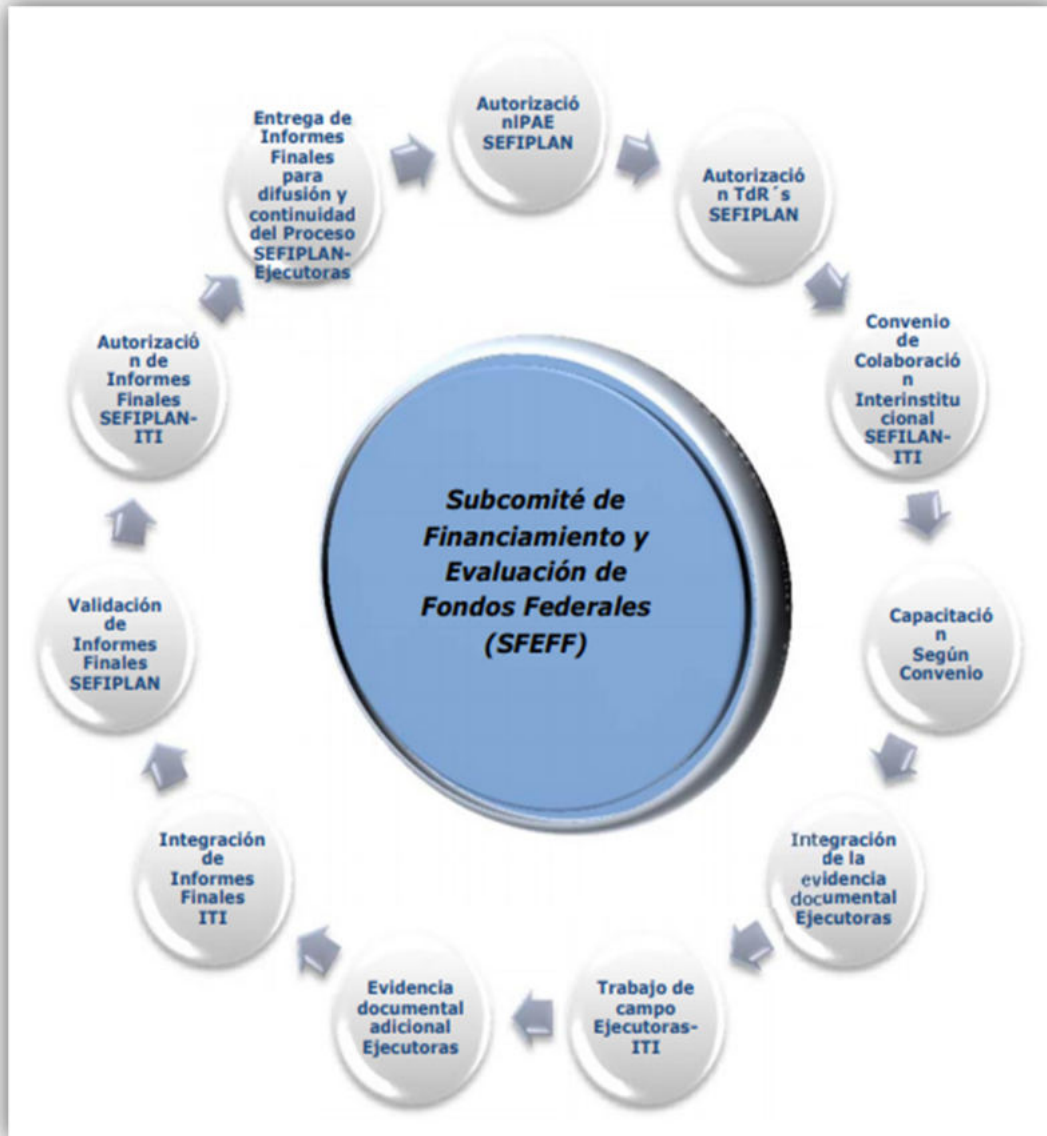 Autorizació
nlPAE
SEFIPLAN
Autorizació
n TdR´s
SEFIPLAN
Convenio
de
Colaboració
n
Interinstitu
cional
SEFILAN-
ITI
Capacitació
n
Según
Convenio
Integración
de la
evidencia
documental
Ejecutoras
Trabajo de
campo
Ejecutoras-
ITI
Evidencia
documental
adicional
Ejecutoras
Integración
de
Informes
Finales
ITI
Validación
de
Informes
Finales
SEFIPLAN
Autorizació
n de
Informes
Finales
SEFIPLAN-
ITI
Entrega de
Informes
Finales
para
difusión y
continuidad
del Proceso
SEFIPLAN-
Ejecutoras
Subcomité de
Financiamiento y
Evaluación de
Fondos Federales
(SFEFF)